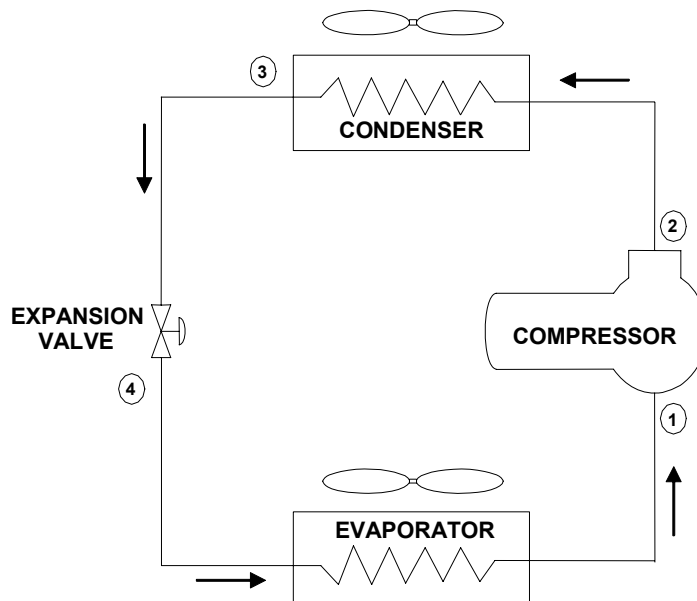 3
CONDENSER
2
EXPANSION
VALVE
COMPRESSOR
4
1
EVAPORATOR